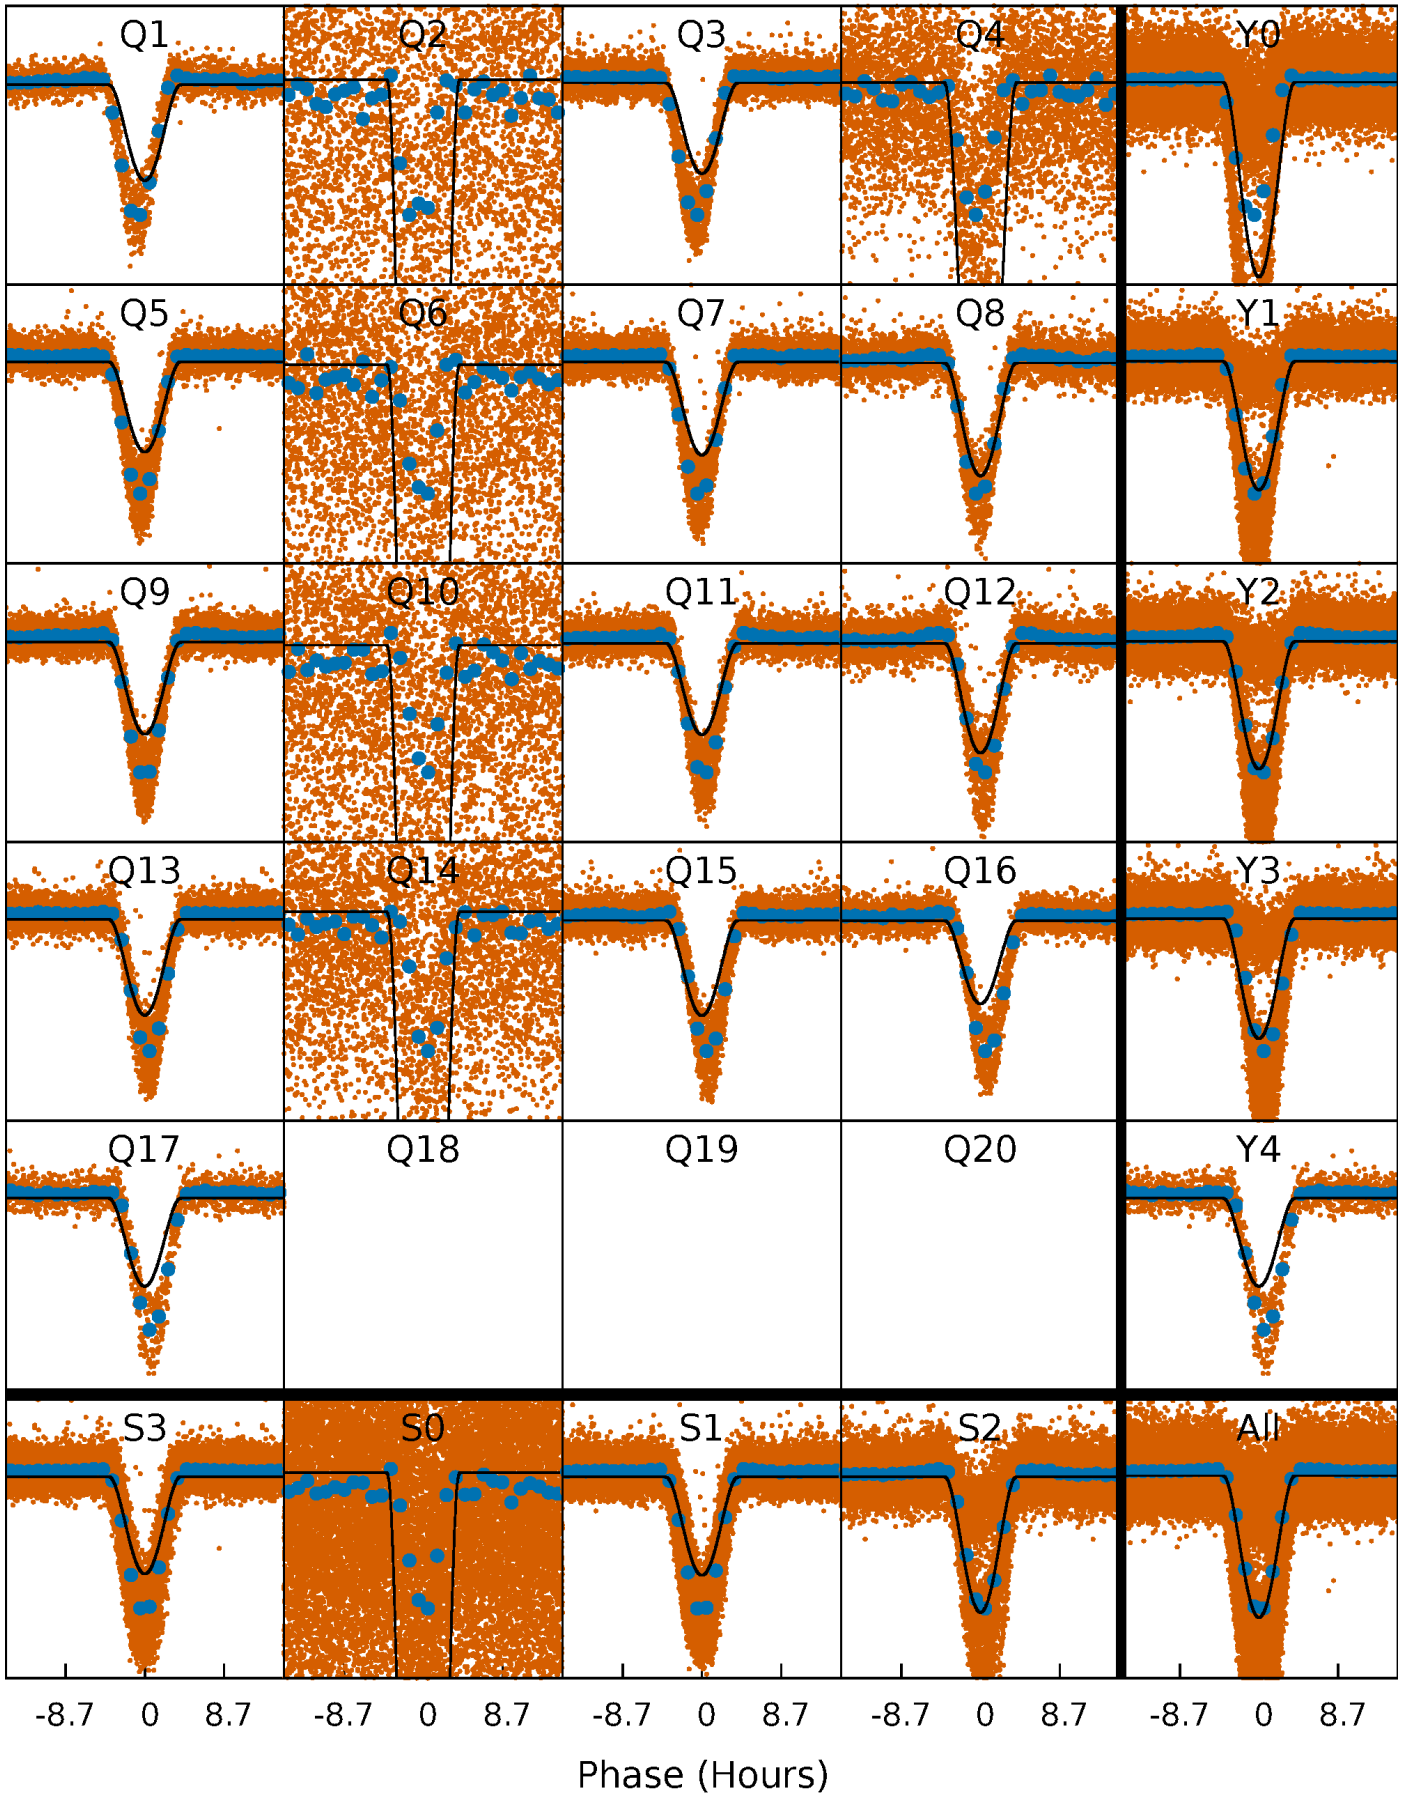 Q1 Q2 Q3 Q4 Y0
Q5 Q6 Q7 Q8 Y1
Q9 Q10 Q11 Q12 Y2
Q13 Q14 Q15 Q16 Y3
Q17 Q18 Q19 Q20 Y4
S3 S0 S1 S2 All
-8.7 0 8.7 -8.7 0 8.7 -8.7 0 8.7 -8.7 0 8.7 -8.7 0 8.7
Phase (Hours)